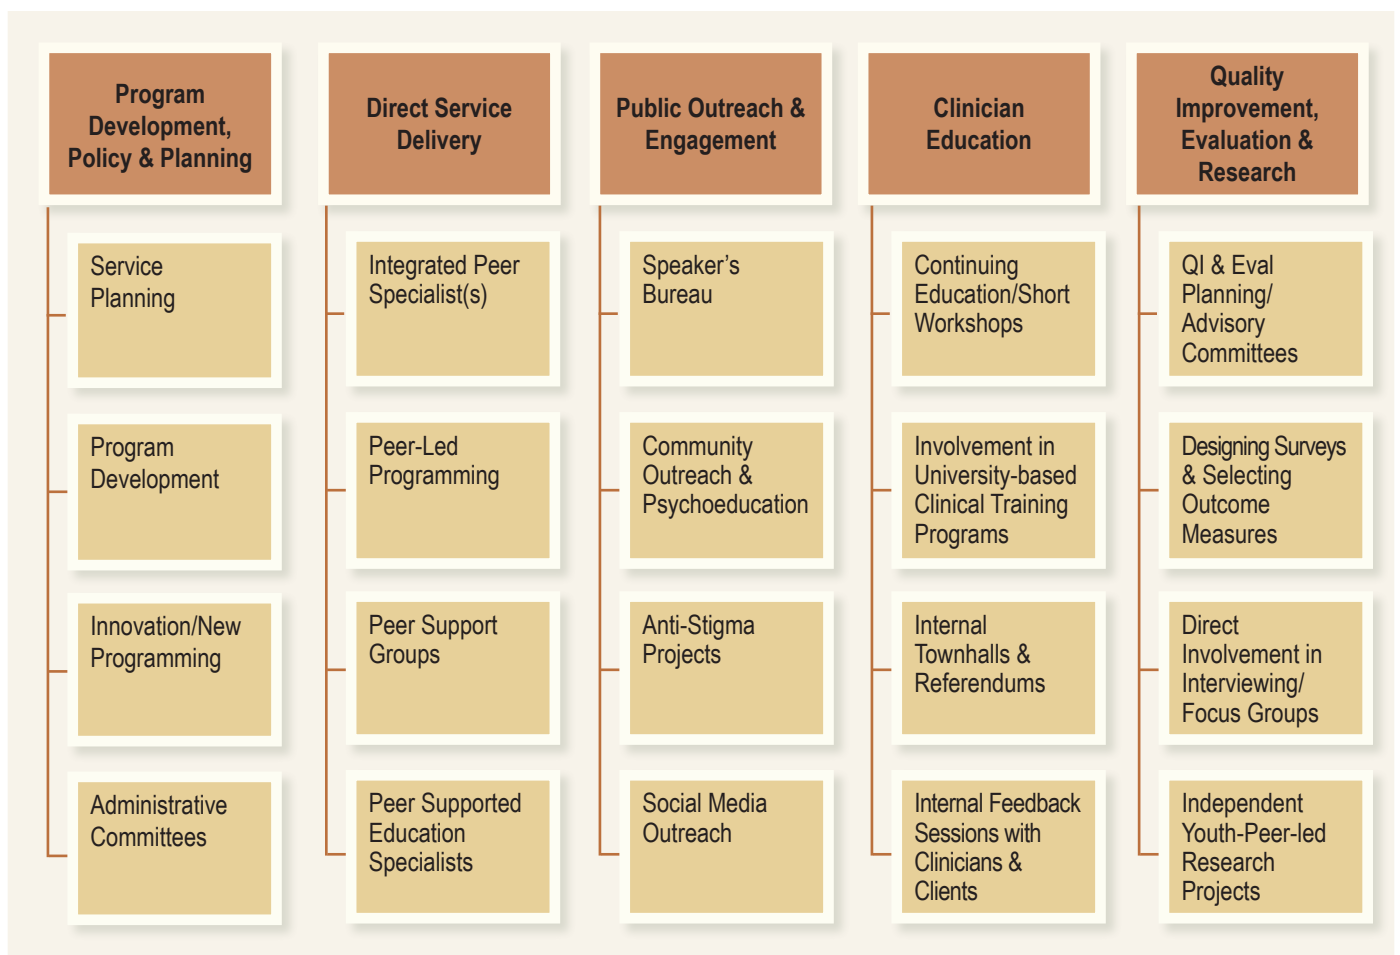 Program
Development,
Policy & Planning
Service
Planning
Program
Development
Innovation/New
Programming
Administrative
Committees
Direct Service
Delivery
Integrated Peer
Specialist(s)
Peer-Led
Programming
Peer Support
Groups
Peer Supported
Education
Specialists
Public Outreach &
Engagement
Speaker’s
Bureau
Community
Outreach &
Psychoeducation
Anti-Stigma
Projects
Social Media
Outreach
Clinician
Education
Continuing
Education/Short
Workshops
Involvement in
University-based
Clinical Training
Programs
Internal
Townhalls &
Referendums
Internal Feedback
Sessions with
Clinicians &
Clients
Quality
Improvement,
Evaluation &
Research
QI & Eval
Planning/
Advisory
Committees
Designing Surveys
& Selecting
Outcome
Measures
Direct
Involvement in
Interviewing/
Focus Groups
Independent
Youth-Peer-led
Research
Projects